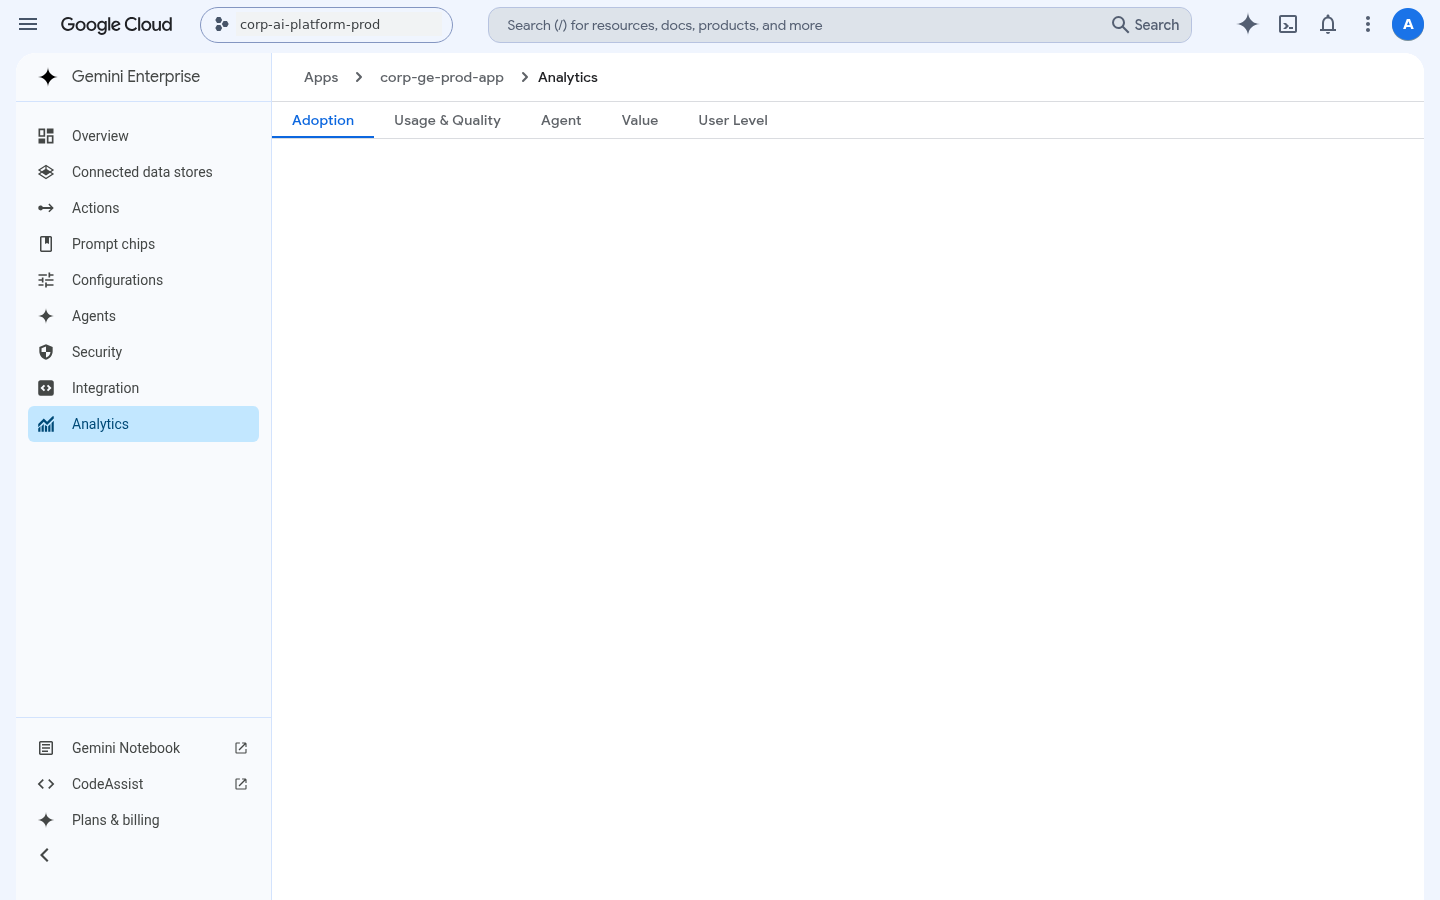 Google Cloud
corp-ai-platform-prod
Search (/) for resources, docs, products, and more
Search
A
Gemini Enterprise
Apps
corp-ge-prod-app
Analytics
Adoption
Usage & Quality
Agent
Value
User Level
Overview
Connected data stores
Actions
Prompt chips
Configurations
Agents
Security
Integration
Analytics
Gemini Notebook
CodeAssist
Plans & billing